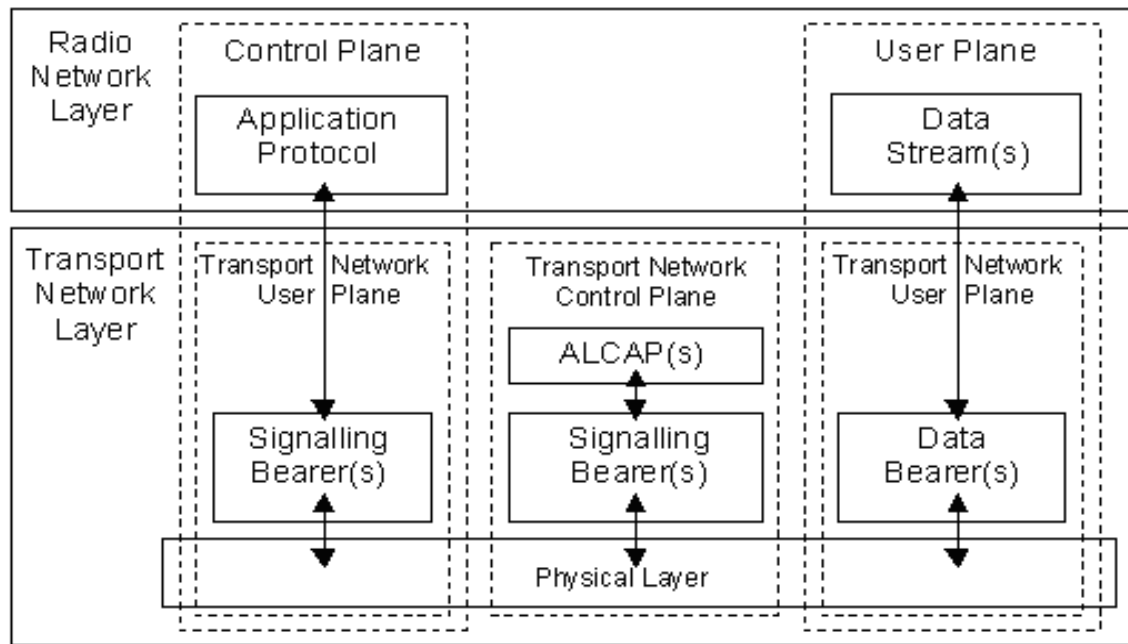 Radio
Network
Layer
Control Plane
User Plane
Application
Protocol
Data
Stream(s)
Transport
Network
Layer
Transport Network
User Plane
Transport Network
Control Plane
Transport Network
User Plane
ALCAP(s)
Signalling
Bearer(s)
Signalling
Bearer(s)
Data
Bearer(s)
Physical Layer